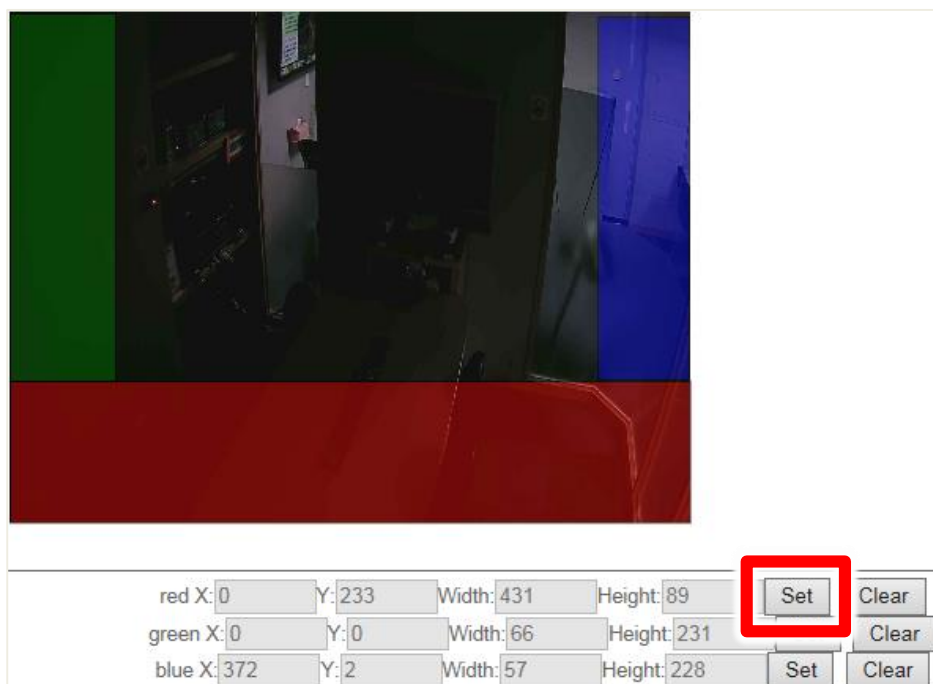 red X: 0 Y: 233 Width: 431 Height: 89 Set Clear
green X: 0 Y: 0 Width: 66 Height: 231 Clear
blue X: 372 Y: 2 Width: 57 Height: 228 Set Clear